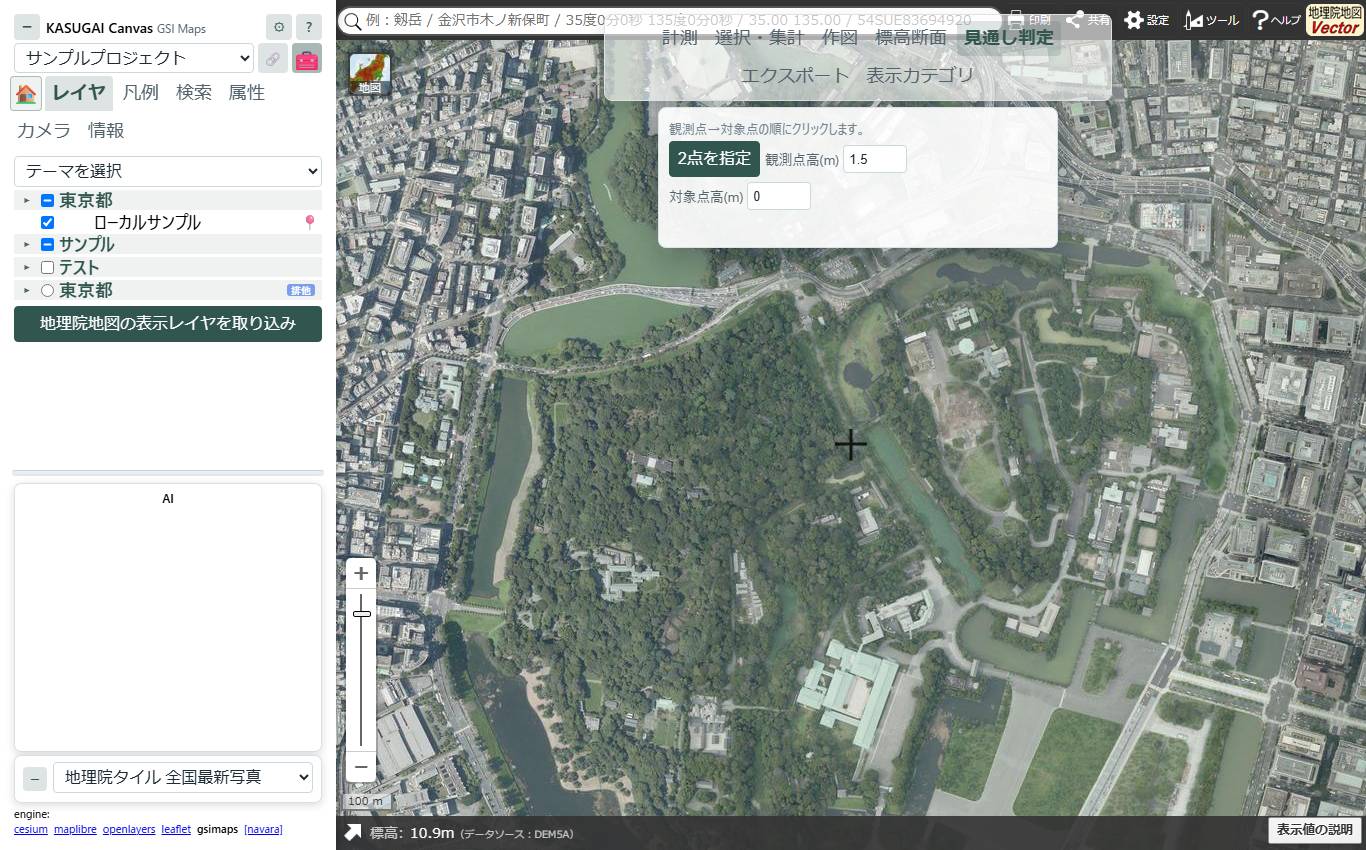 − KASUGAI Canvas GSI Maps ⚙ ?
サンプルプロジェクト
レイヤ 凡例 検索 属性
カメラ 情報
テーマを選択
東京都
ローカルサンプル
サンプル
テスト
東京都 排他
地理院地図の表示レイヤを取り込み
AI
− 地理院タイル 全国最新写真
engine:
cesium maplibre openlayers leaflet gsimaps [navara]
例：剱岳 / 金沢市木ノ新保町 / 35度0分0秒 135度0分0秒 / 35.00 135.00 / 54SUE83694920
印刷 共有 設定 ツール ヘルプ
地理院地図
Vector
地図
計測 選択・集計 作図 標高断面 見通し判定
エクスポート 表示カテゴリ
観測点→対象点の順にクリックします。
2点を指定 観測点高(m) 1.5
対象点高(m) 0
+
−
100 m
標高: 10.9m (データソース：DEM5A)
表示値の説明